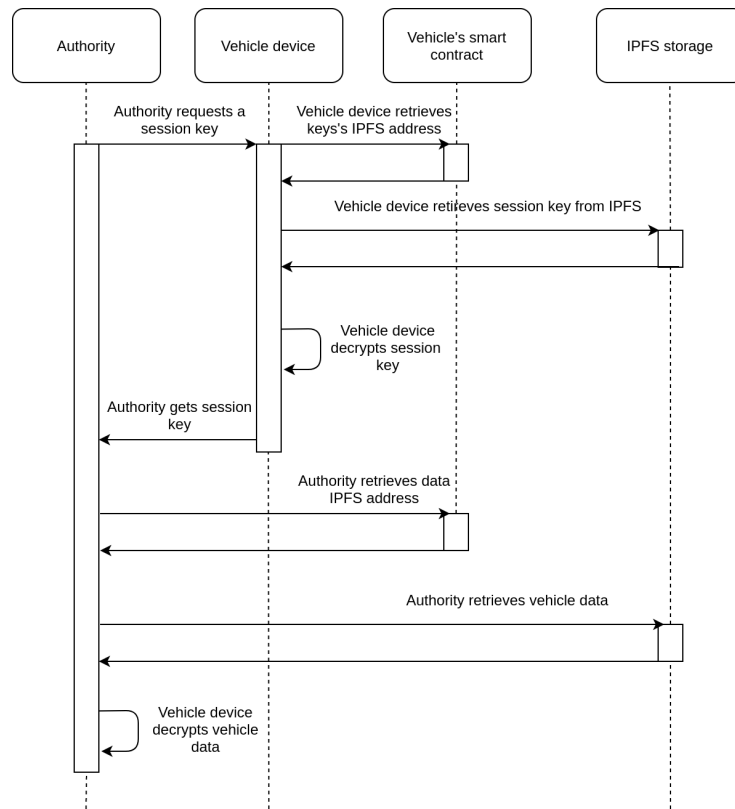 Authority
Vehicle device
Vehicle's smart
contract
IPFS storage
Authority requests a
session key
Vehicle device retrieves
keys's IPFS address
Vehicle device retireves session key from IPFS
Vehicle device
decrypts session
key
Authority gets session
key
Authority retrieves data
IPFS address
Authority retrieves vehicle data
Vehicle device
decrypts vehicle
data